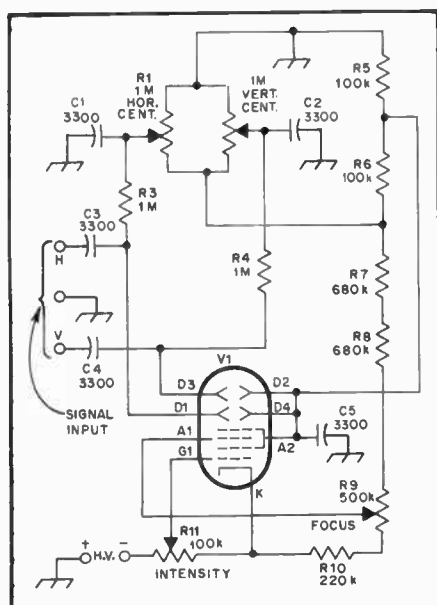 R5
100k
R1
1M
HOR.
CENT.
1M
VERT.
CENT.
C1
3300
C2
3300
R6
100k
R3
1M
C3
3300
H
R4
1M
R7
680k
R8
680k
V
C4
3300
V1
SIGNAL
INPUT
D3
D2
D1
D4
C5
3300
A1
A2
G1
K
R9
500k
FOCUS
R11
100k
+ H.V. −
INTENSITY
R10
220k